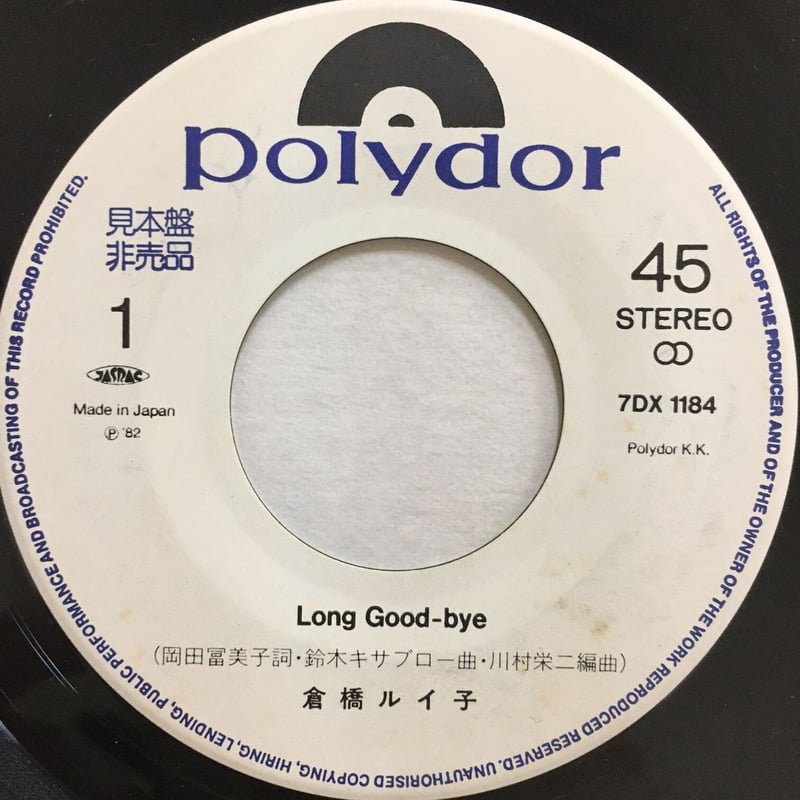 polydor
見本盤
非売品
1
JASRAC
Made in Japan
Ⓟ '82
45
STEREO
7DX 1184
Polydor K.K.
Long Good-bye
(岡田冨美子詞・鈴木キサブロー曲・川村栄二編曲)
倉橋ルイ子
ALL RIGHTS OF THE PRODUCER AND OF THE OWNER OF THE WORK REPRODUCED RESERVED. UNAUTHORISED COPYING, HIRING, LENDING, PUBLIC PERFORMANCE AND BROADCASTING OF THIS RECORD PROHIBITED.